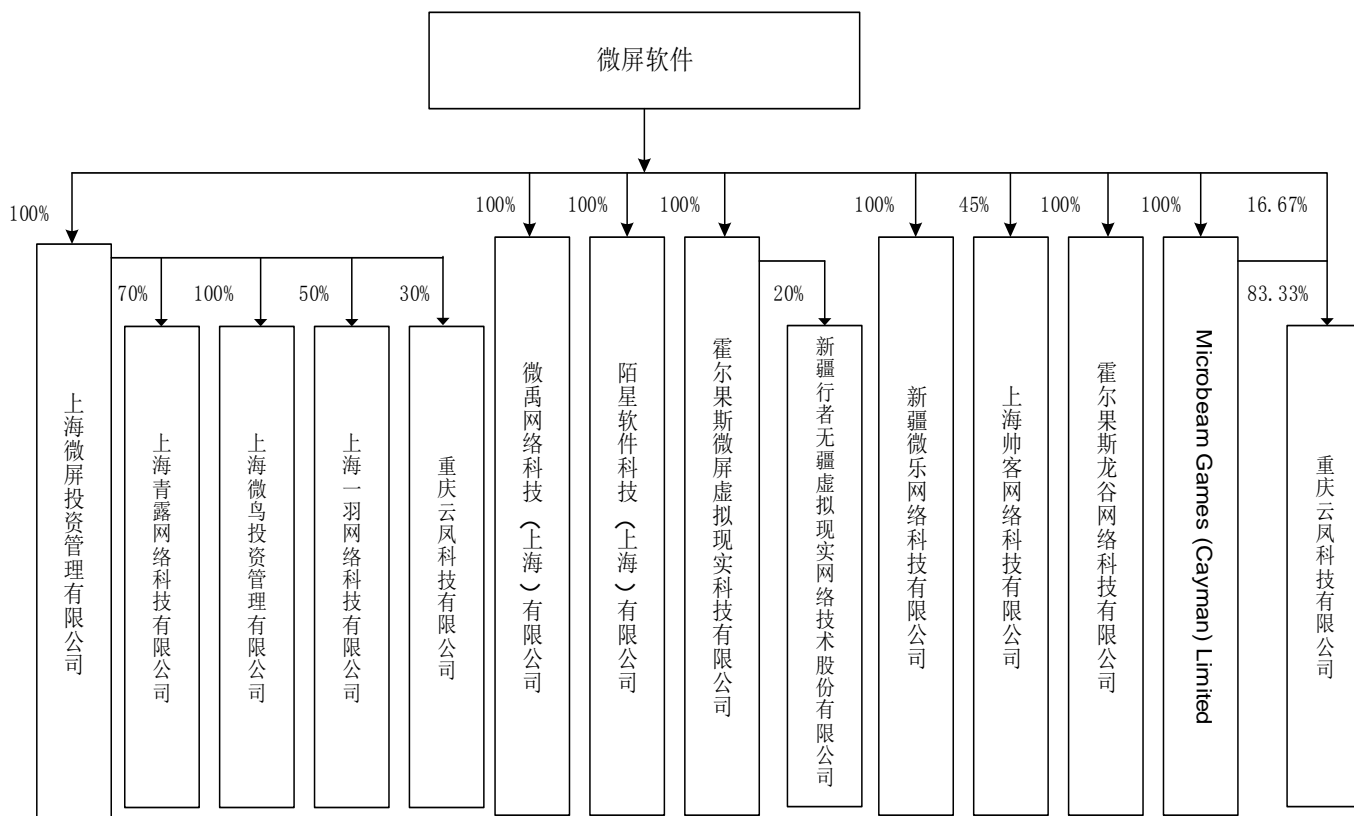 微屏软件
100%
100%
100%
100%
100%
45%
100%
100%
16.67%
70%
100%
50%
30%
20%
83.33%
上海微屏投资管理有限公司
上海青露网络科技有限公司
上海微鸟投资管理有限公司
上海一羽网络科技有限公司
重庆云凤科技有限公司
微禹网络科技（上海）有限公司
陌星软件科技（上海）有限公司
霍尔果斯微屏虚拟现实科技有限公司
新疆行者无疆虚拟现实网络技术股份有限公司
新疆微乐网络科技有限公司
上海帅客网络科技有限公司
霍尔果斯龙谷网络科技有限公司
Microbeam Games (Cayman) Limited
重庆云凤科技有限公司